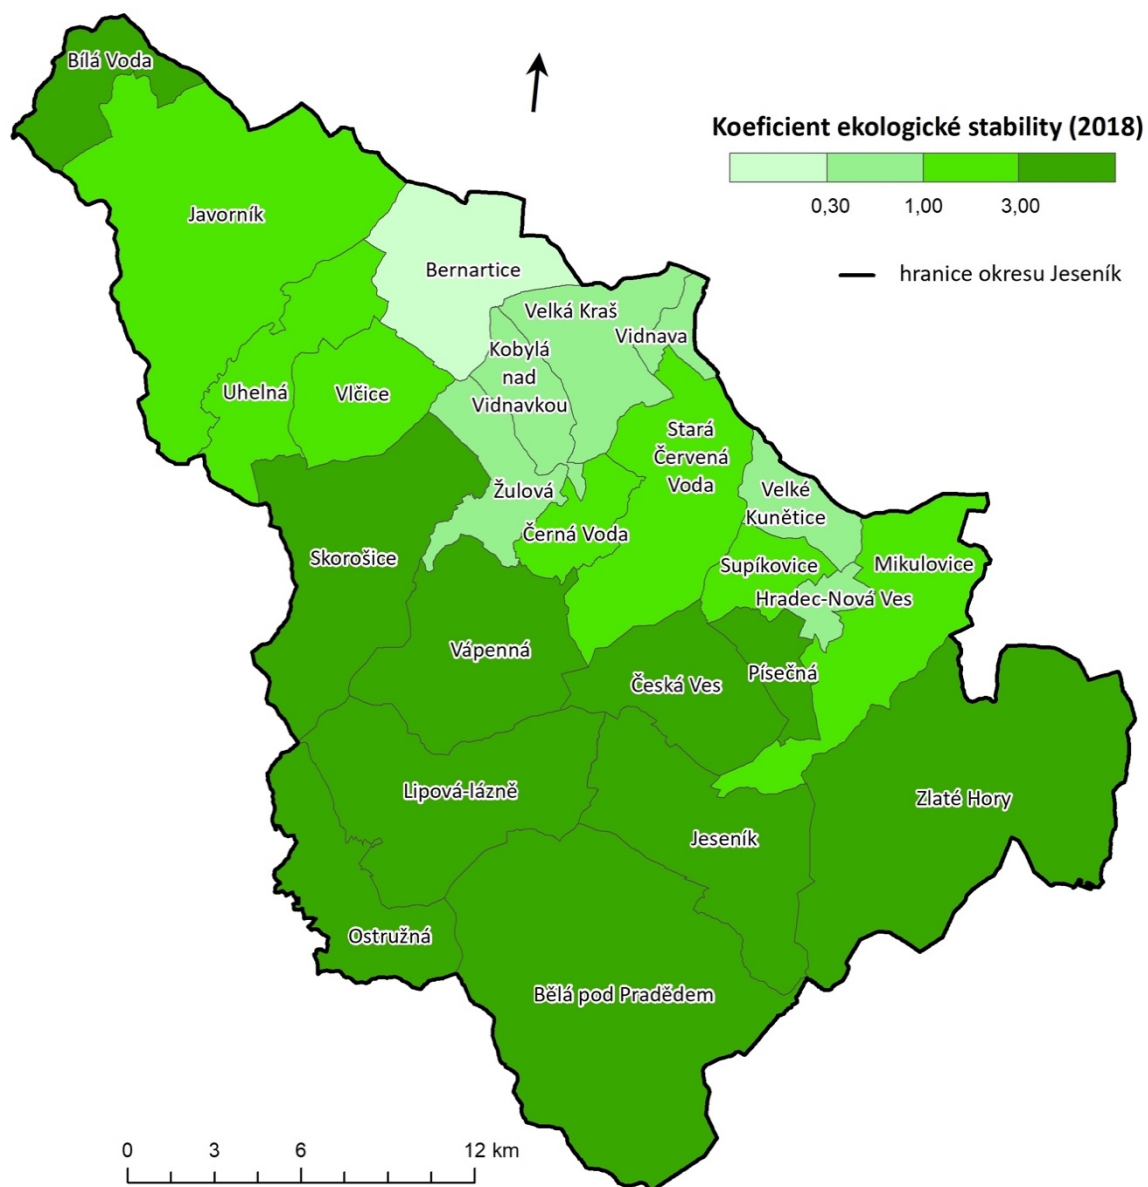 Bílá Voda
Koeficient ekologické stability (2018)
0,30 1,00 3,00
hranice okresu Jeseník
Javorník
Bernartice
Velká Kraš
Vidnava
Kobylá
nad
Vidnavkou
Uhelná
Vlčice
Stará
Červená
Voda
Žulová
Velké
Kunětice
Černá Voda
Skorošice
Supíkovice
Mikulovice
Hradec-Nová Ves
Vápenná
Česká Ves
Písečná
Lipová-lázně
Zlaté Hory
Jeseník
Ostružná
Bělá pod Pradědem
0 3 6 12 km